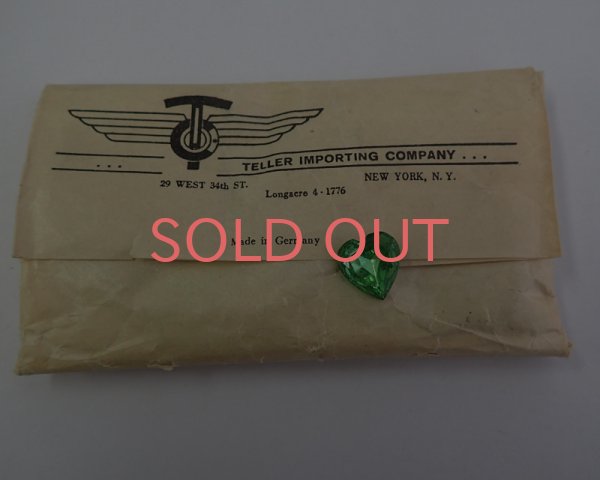 T
. . . TELLER IMPORTING COMPANY . . .
29 WEST 34th ST. NEW YORK, N. Y.
Longacre 4-1776
Made in Germany
SOLD OUT